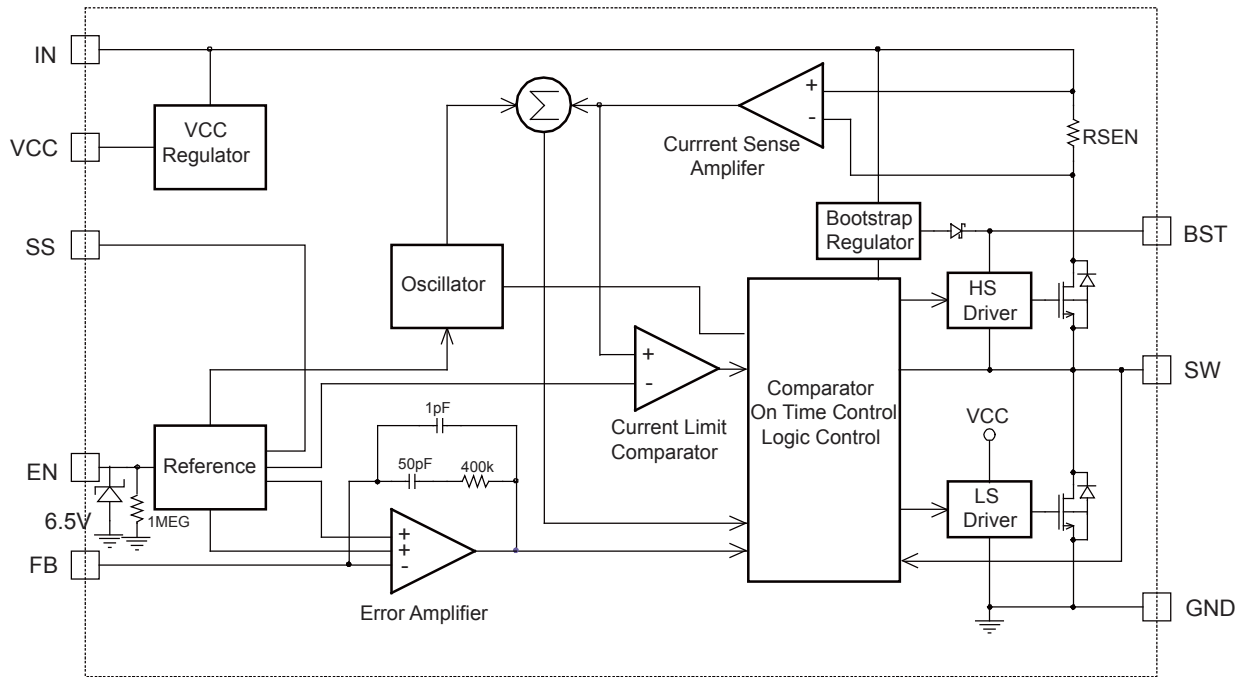 IN
VCC
Regulator
VCC
Σ
+
-
Currrent Sense
Amplifer
RSEN
SS
Oscillator
Bootstrap
Regulator
BST
HS
Driver
+
-
Current Limit
Comparator
Comparator
On Time Control
Logic Control
SW
VCC
1pF
50pF
400k
EN
Reference
6.5V
1MEG
LS
Driver
+
+
-
FB
Error Amplifier
GND